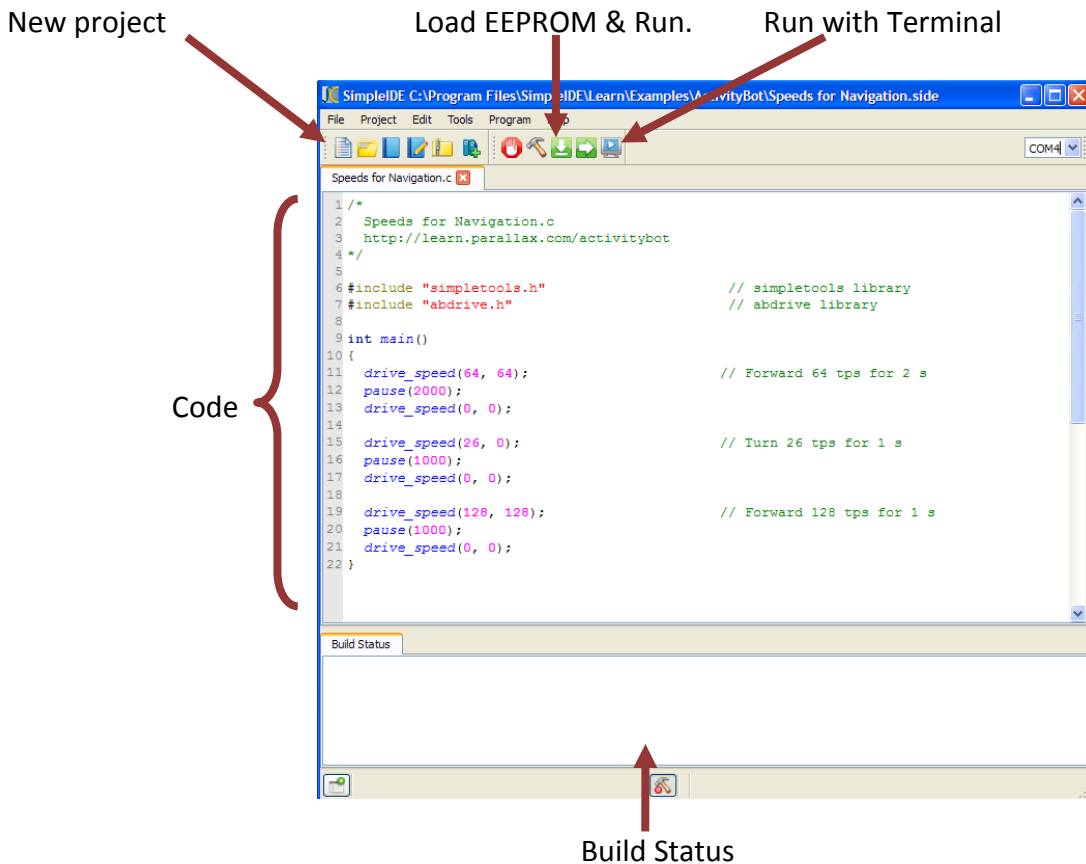 New project
Load EEPROM & Run.
Run with Terminal
SimpleIDE C:\Program Files\SimpleIDE\Learn\Examples\ActivityBot\Speeds for Navigation.side
File Project Edit Tools Program
COM4
Speeds for Navigation.c
Code
1 /*
2 Speeds for Navigation.c
3 http://learn.parallax.com/activitybot
4 */
5
6 #include "simpletools.h" // simpletools library
7 #include "abdrive.h" // abdrive library
8
9 int main()
10 {
11 drive_speed(64, 64); // Forward 64 tps for 2 s
12 pause(2000);
13 drive_speed(0, 0);
14
15 drive_speed(26, 0); // Turn 26 tps for 1 s
16 pause(1000);
17 drive_speed(0, 0);
18
19 drive_speed(128, 128); // Forward 128 tps for 1 s
20 pause(1000);
21 drive_speed(0, 0);
22 }
Build Status
Build Status